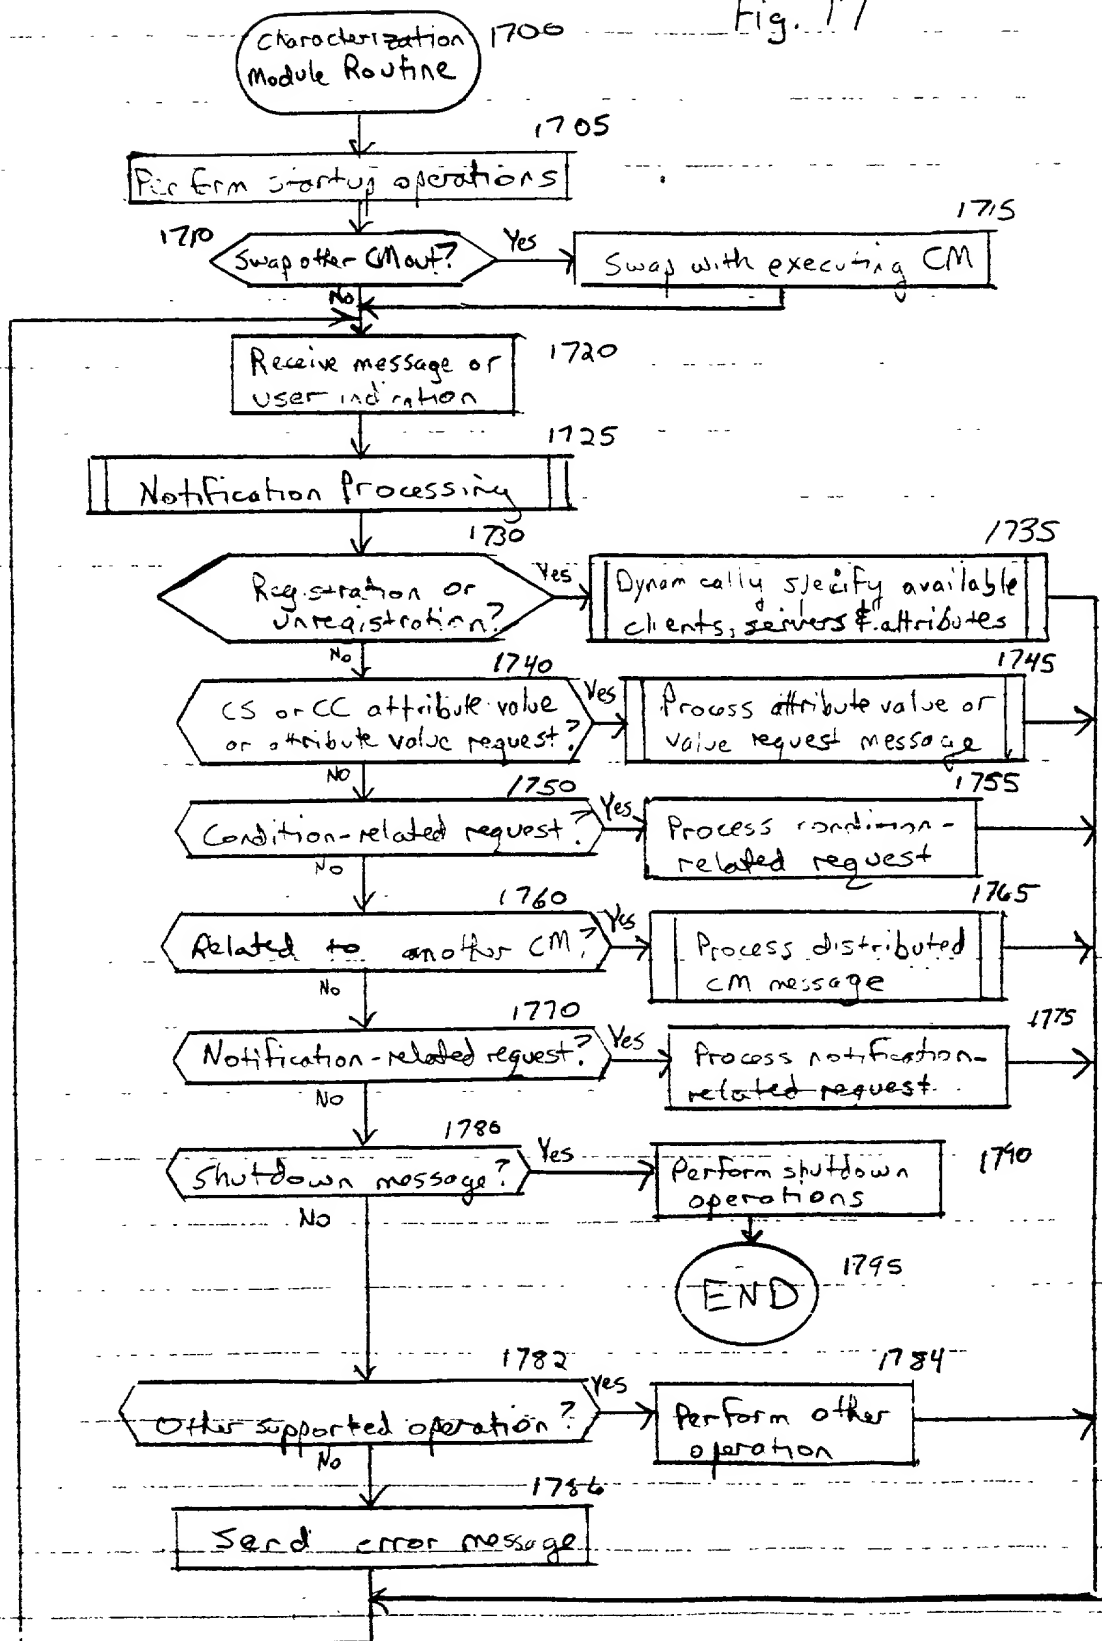 Fig. 17
Characterization
Module Routine
1700
1705
Perform startup operations
1710
Swap other CM out?
Yes
1715
Swap with executing CM
No
Receive message or
user indication
1720
1725
Notification Processing
1730
Registration or
unregistration?
Yes
1735
Dynamically specify available
clients, servers & attributes
No
1740
CS or CC attribute value
or attribute value request?
Yes
1745
Process attribute value or
value request message
No
1750
Condition-related request?
Yes
1755
Process condition-
related request
No
1760
Related to another CM?
Yes
1765
Process distributed
CM message
No
1770
Notification-related request?
Yes
1775
Process notification-
related request
No
1780
Shutdown message?
Yes
1790
Perform shutdown
operations
No
1795
END
1782
Other supported operation?
Yes
1784
Perform other
operation
No
1786
Send error message